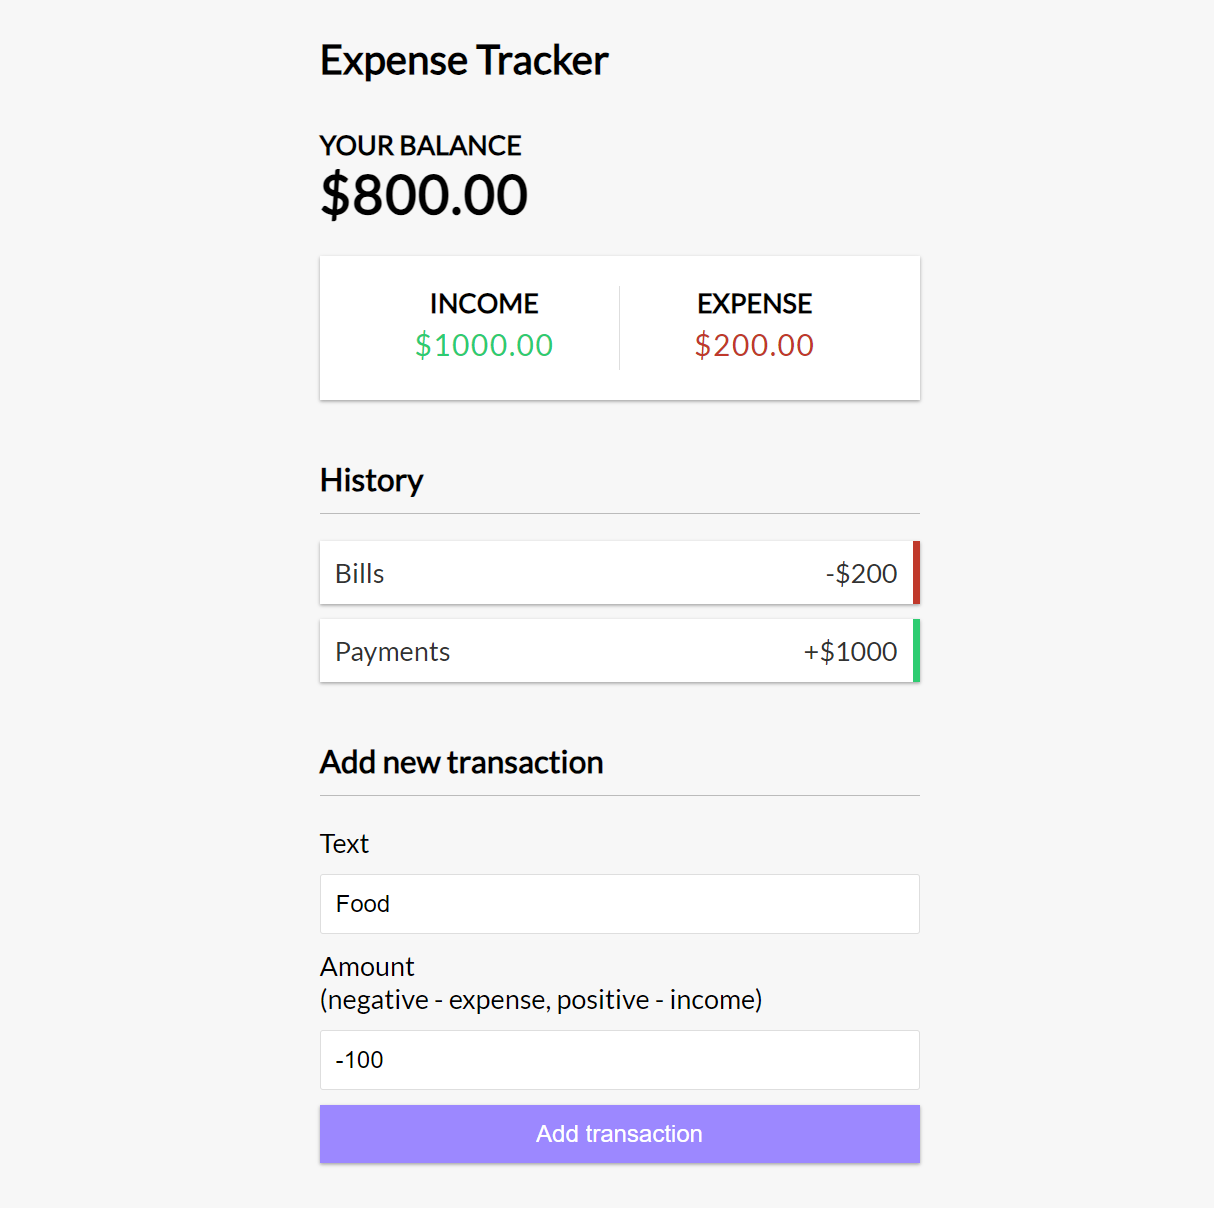 Expense Tracker
YOUR BALANCE
$800.00
INCOME
$1000.00
EXPENSE
$200.00
History
Bills -$200
Payments +$1000
Add new transaction
Text
Food
Amount
(negative - expense, positive - income)
-100
Add transaction